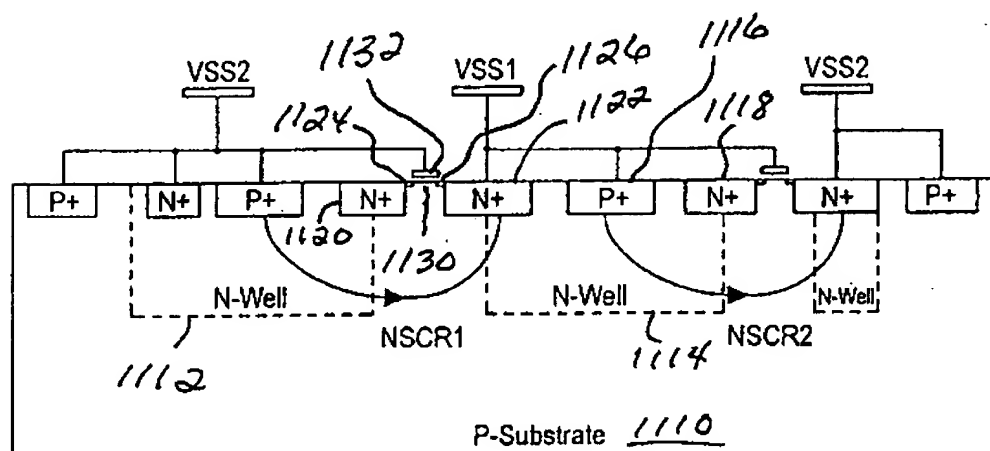 1132 VSS1 1126 1116 VSS2
VSS2 1124 1122 1118
P+ N+ P+ N+ N+ P+ N+ N+ P+
1120 1130
N-Well N-Well N-Well
1112 NSCR1 1114 NSCR2
P-Substrate 1110